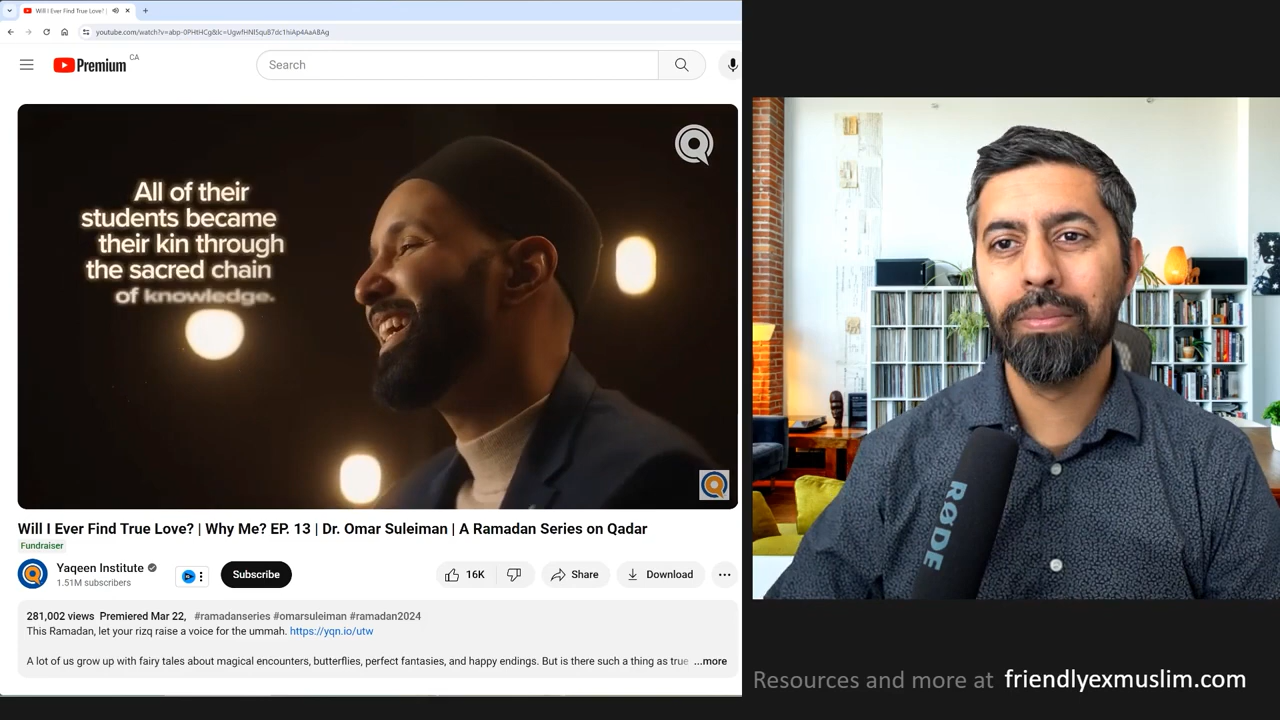 Will I Ever Find True Love? |
youtube.com/watch?v=abp-0PHtHCg&lc=UgwfHNI5quB7dc1hiAp4AaABAg
Premium CA
Search
All of their
students became
their kin through
the sacred chain
of knowledge.
Will I Ever Find True Love? | Why Me? EP. 13 | Dr. Omar Suleiman | A Ramadan Series on Qadar
Fundraiser
Yaqeen Institute
1.51M subscribers
Subscribe
16K
Share
Download
281,002 views Premiered Mar 22, #ramadanseries #omarsuleiman #ramadan2024
This Ramadan, let your rizq raise a voice for the ummah. https://yqn.io/utw
A lot of us grow up with fairy tales about magical encounters, butterflies, perfect fantasies, and happy endings. But is there such a thing as true ...more
RØDE
Resources and more at friendlyexmuslim.com